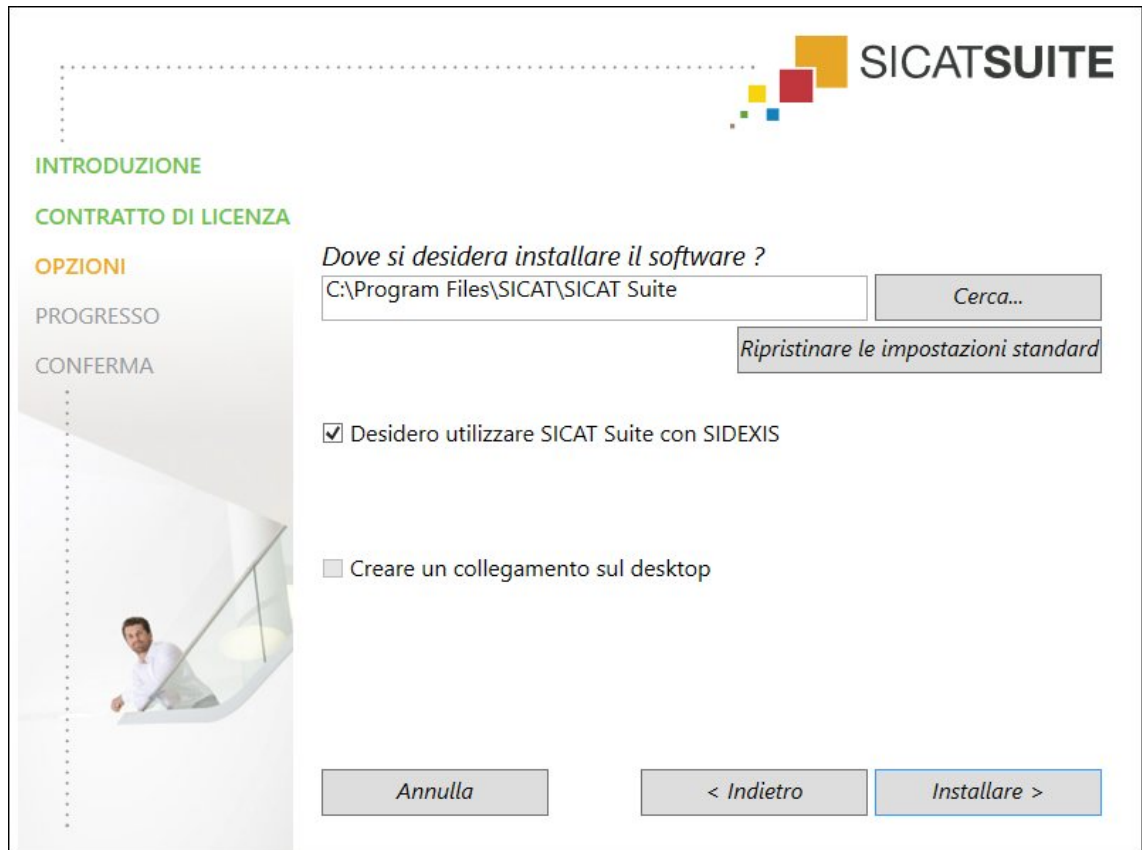 SICATSUITE
INTRODUZIONE
CONTRATTO DI LICENZA
OPZIONI
PROGRESSO
CONFERMA
Dove si desidera installare il software ?
C:\Program Files\SICAT\SICAT Suite
Cerca...
Ripristinare le impostazioni standard
Desidero utilizzare SICAT Suite con SIDEXIS
Creare un collegamento sul desktop
Annulla
< Indietro
Installare >